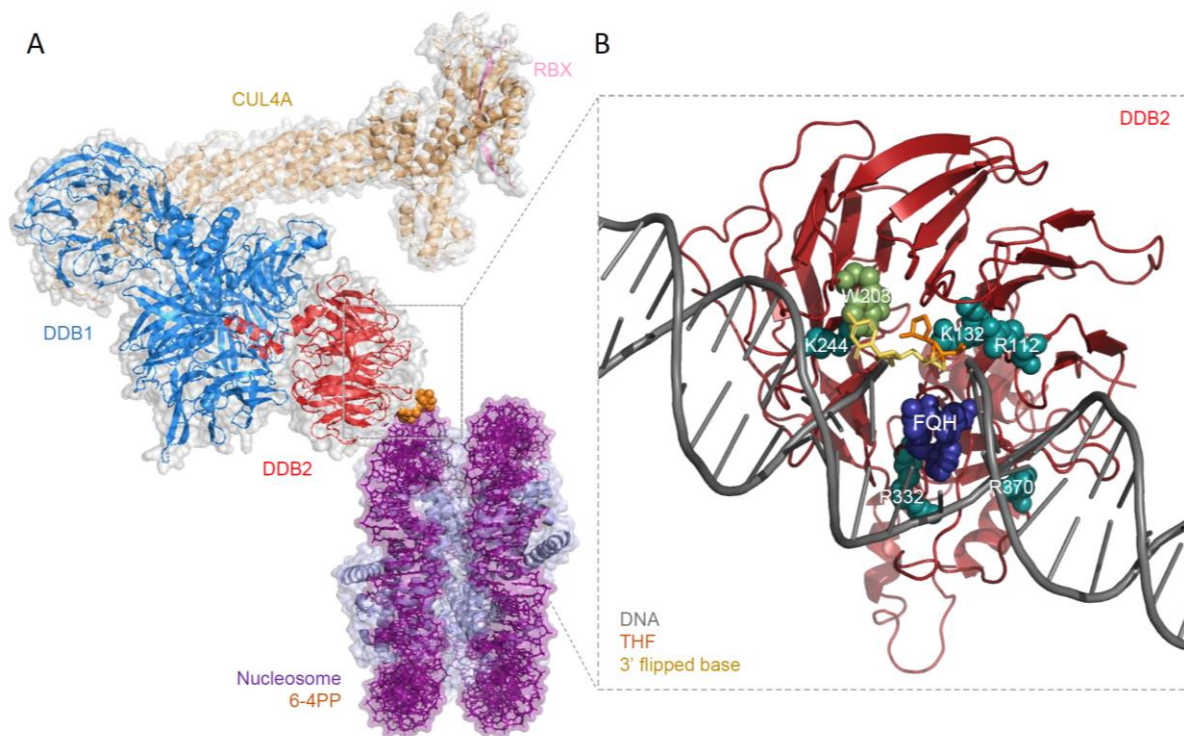 A
B
RBX
CUL4A
DDB2
W203
K132
K244
R112
DDB1
FQH
DDB2
R332
R370
DNA
THF
3’ flipped base
Nucleosome
6-4PP